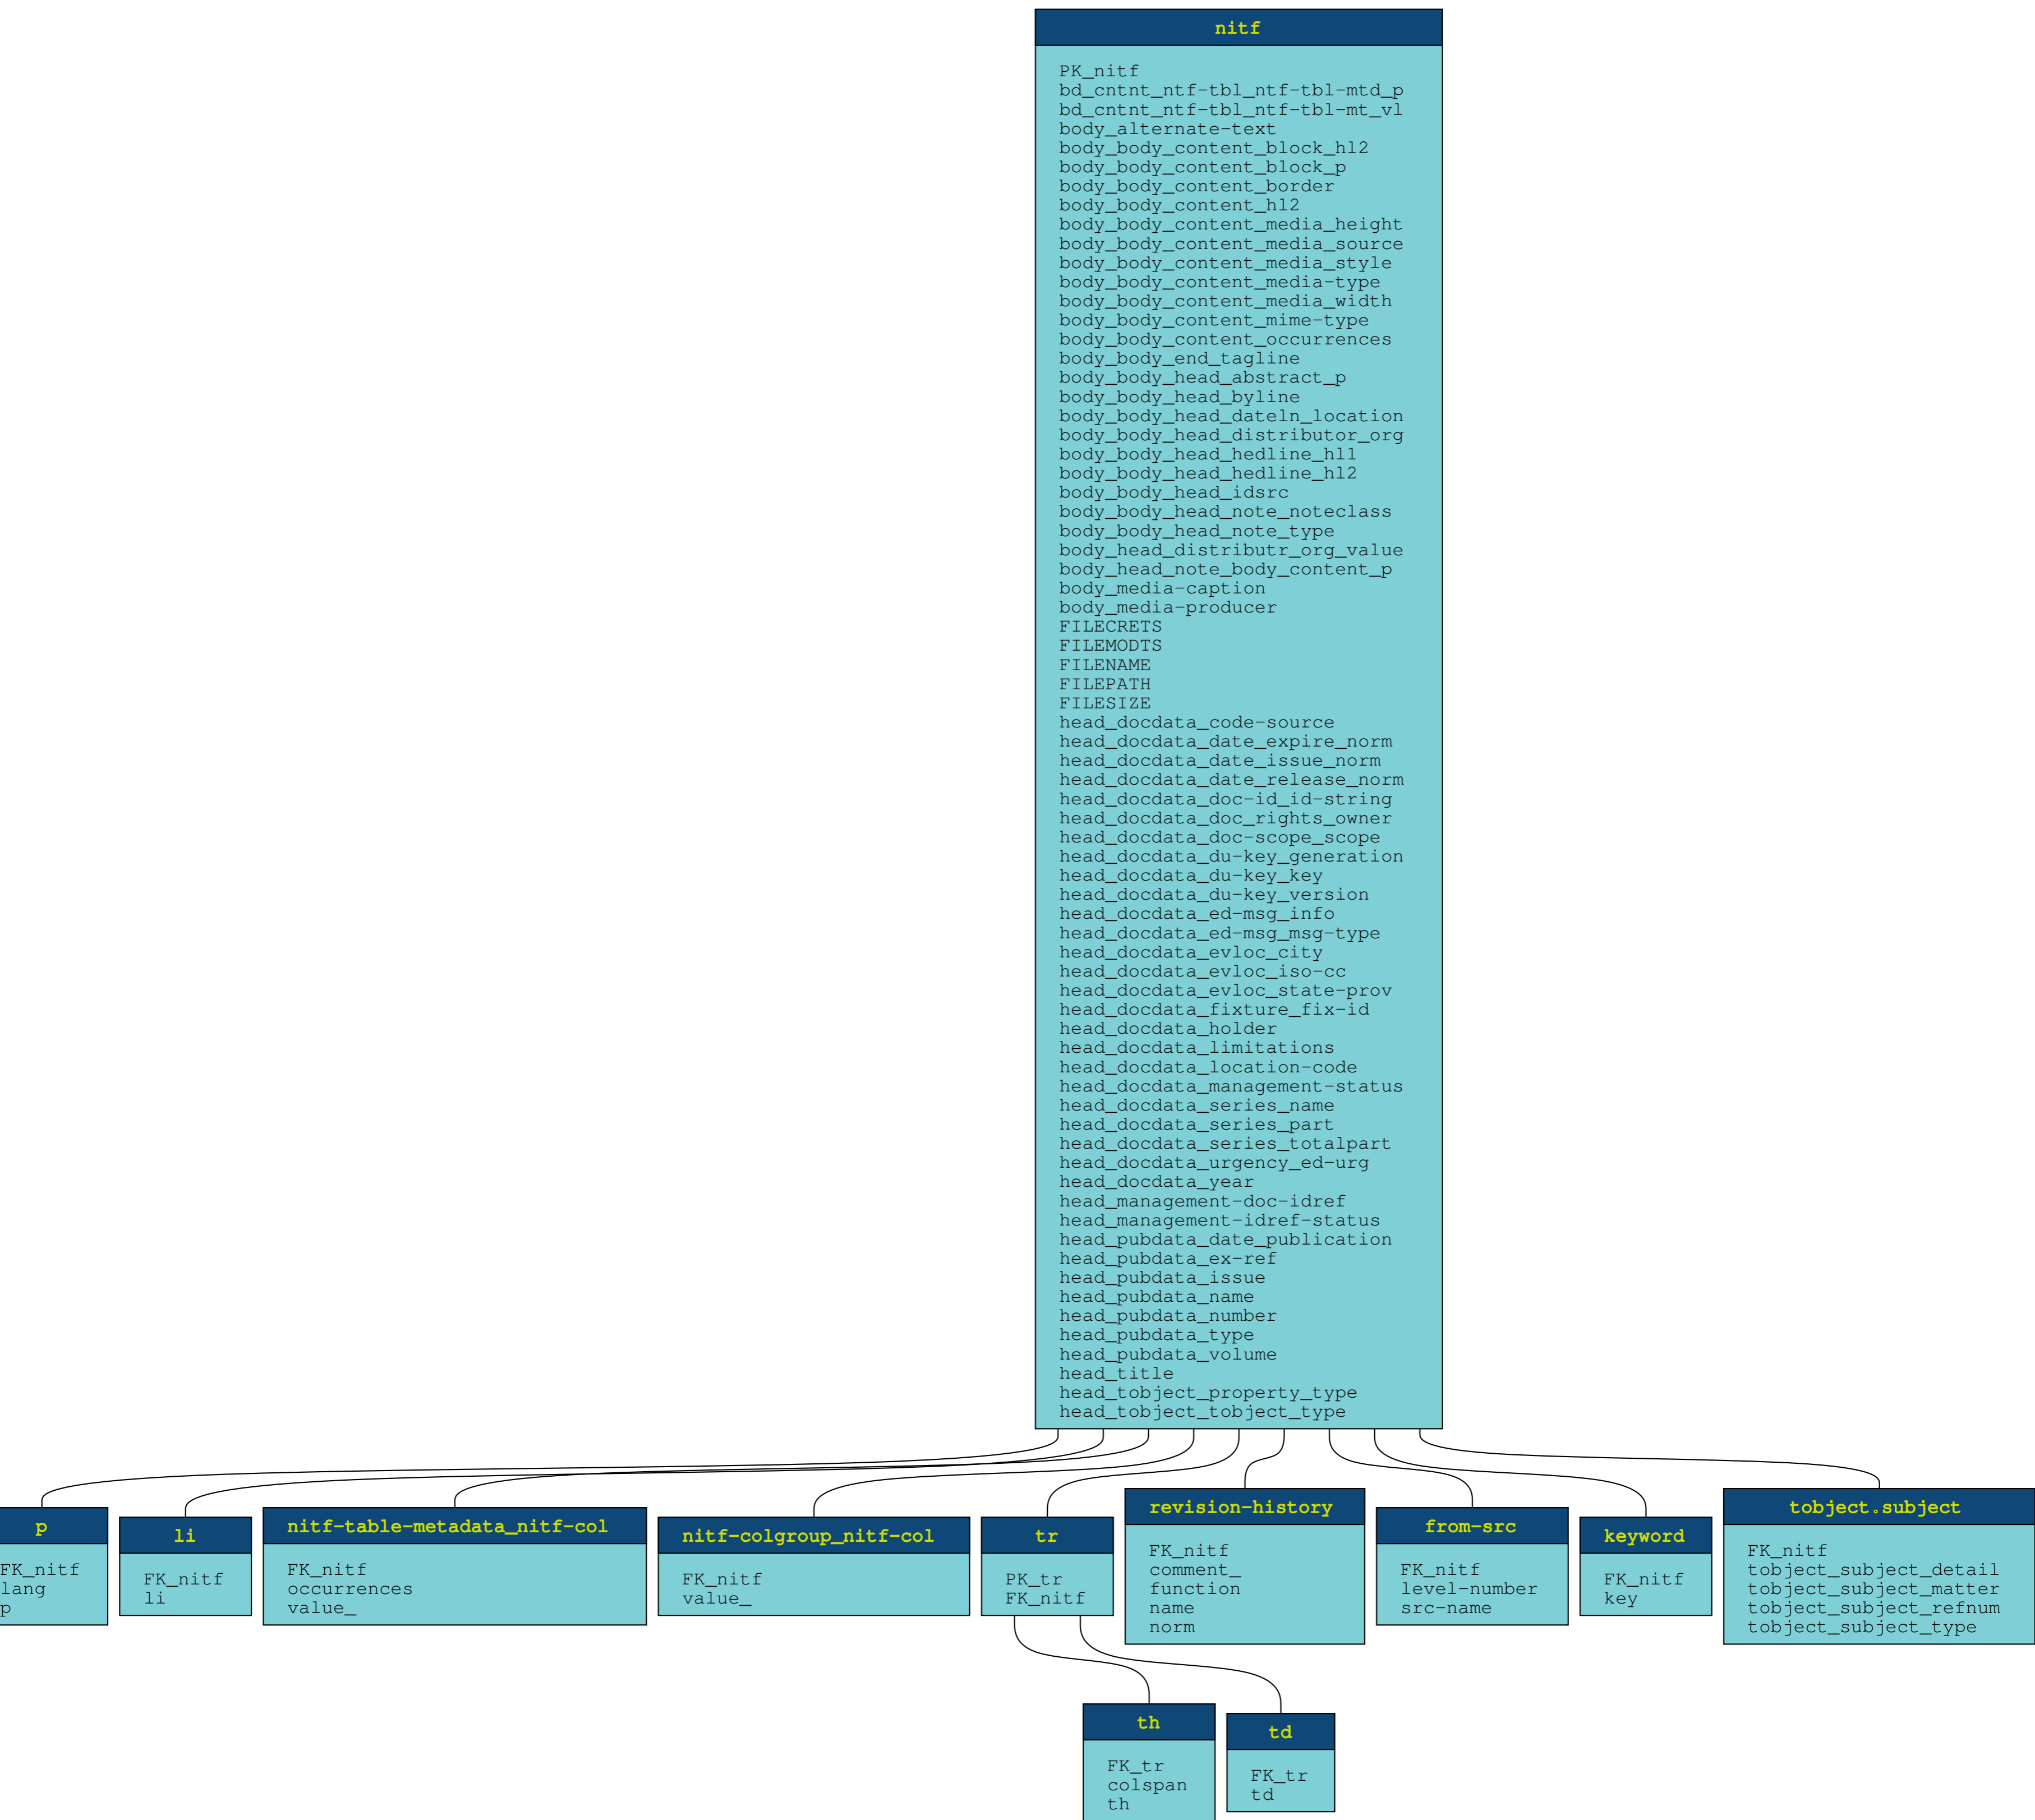 nitf
PK_nitf
bd_cntnt_ntf-tbl_ntf-tbl-mtd_p
bd_cntnt_ntf-tbl_ntf-tbl-mt_vl
body_alternate-text
body_body_content_block_hl2
body_body_content_block_p
body_body_content_border
body_body_content_hl2
body_body_content_media_height
body_body_content_media_source
body_body_content_media_style
body_body_content_media-type
body_body_content_media_width
body_body_content_mime-type
body_body_content_occurrences
body_body_end_tagline
body_body_head_abstract_p
body_body_head_byline
body_body_head_dateln_location
body_body_head_distributor_org
body_body_head_hedline_hl1
body_body_head_hedline_hl2
body_body_head_idsrc
body_body_head_note_noteclass
body_body_head_note_type
body_head_distributr_org_value
body_head_note_body_content_p
body_media-caption
body_media-producer
FILECRETS
FILEMODTS
FILENAME
FILEPATH
FILESIZE
head_docdata_code-source
head_docdata_date_expire_norm
head_docdata_date_issue_norm
head_docdata_date_release_norm
head_docdata_doc-id_id-string
head_docdata_doc_rights_owner
head_docdata_doc-scope_scope
head_docdata_du-key_generation
head_docdata_du-key_key
head_docdata_du-key_version
head_docdata_ed-msg_info
head_docdata_ed-msg_msg-type
head_docdata_evloc_city
head_docdata_evloc_iso-cc
head_docdata_evloc_state-prov
head_docdata_fixture_fix-id
head_docdata_holder
head_docdata_limitations
head_docdata_location-code
head_docdata_management-status
head_docdata_series_name
head_docdata_series_part
head_docdata_series_totalpart
head_docdata_urgency_ed-urg
head_docdata_year
head_management-doc-idref
head_management-idref-status
head_pubdata_date_publication
head_pubdata_ex-ref
head_pubdata_issue
head_pubdata_name
head_pubdata_number
head_pubdata_type
head_pubdata_volume
head_title
head_tobject_property_type
head_tobject_tobject_type
p
FK_nitf
lang
p
li
FK_nitf
li
nitf-table-metadata_nitf-col
FK_nitf
occurrences
value_
nitf-colgroup_nitf-col
FK_nitf
value_
tr
PK_tr
FK_nitf
revision-history
FK_nitf
comment_
function
name
norm
from-src
FK_nitf
level-number
src-name
keyword
FK_nitf
key
tobject.subject
FK_nitf
tobject_subject_detail
tobject_subject_matter
tobject_subject_refnum
tobject_subject_type
th
FK_tr
colspan
th
td
FK_tr
td